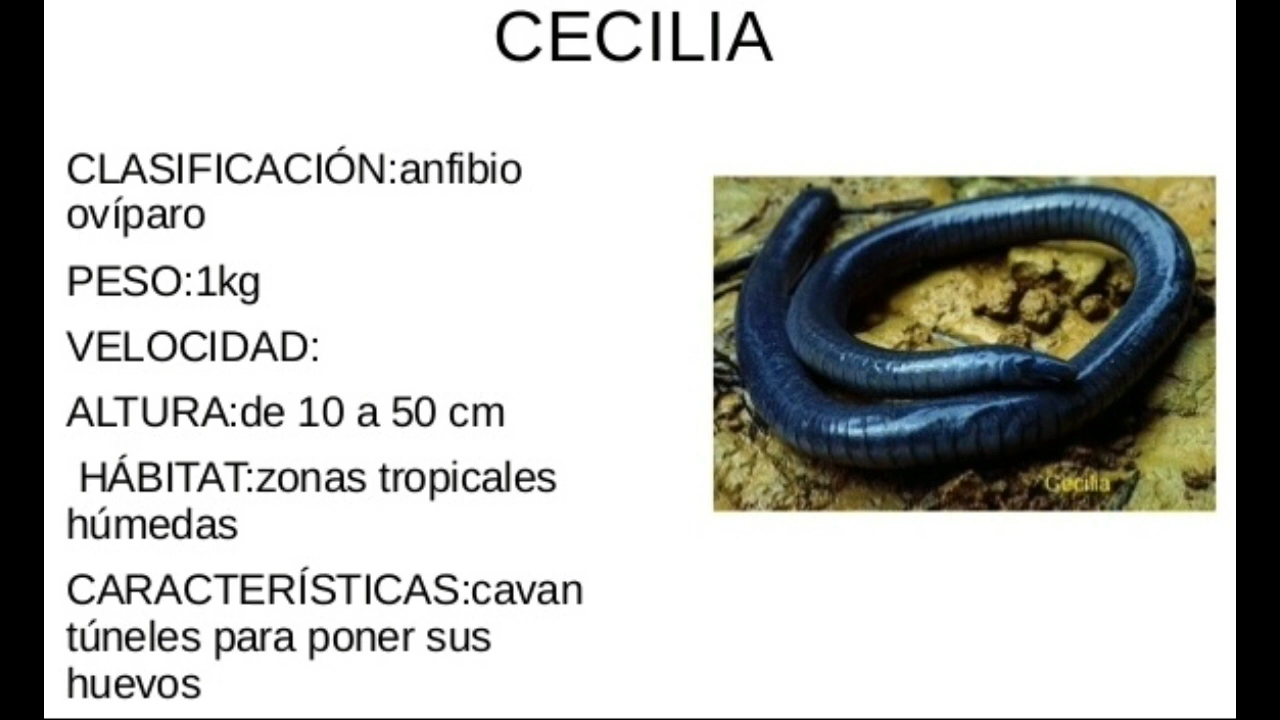 CECILIA
CLASIFICACIÓN:anfibio
ovíparo
PESO:1kg
VELOCIDAD:
ALTURA:de 10 a 50 cm
HÁBITAT:zonas tropicales
húmedas
CARACTERÍSTICAS:cavan
túneles para poner sus
huevos
Cecilia